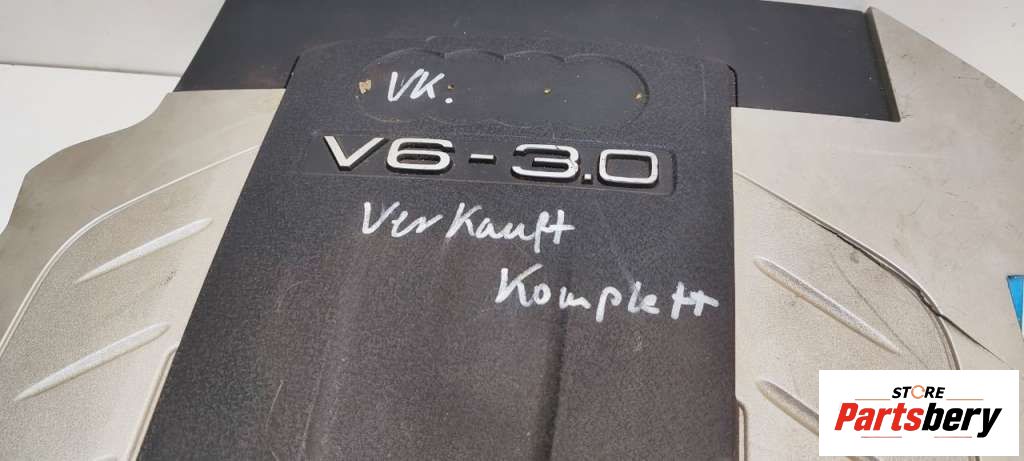 VK.
V6-3.0
Verkauft
Komplett
STORE
Partsbery